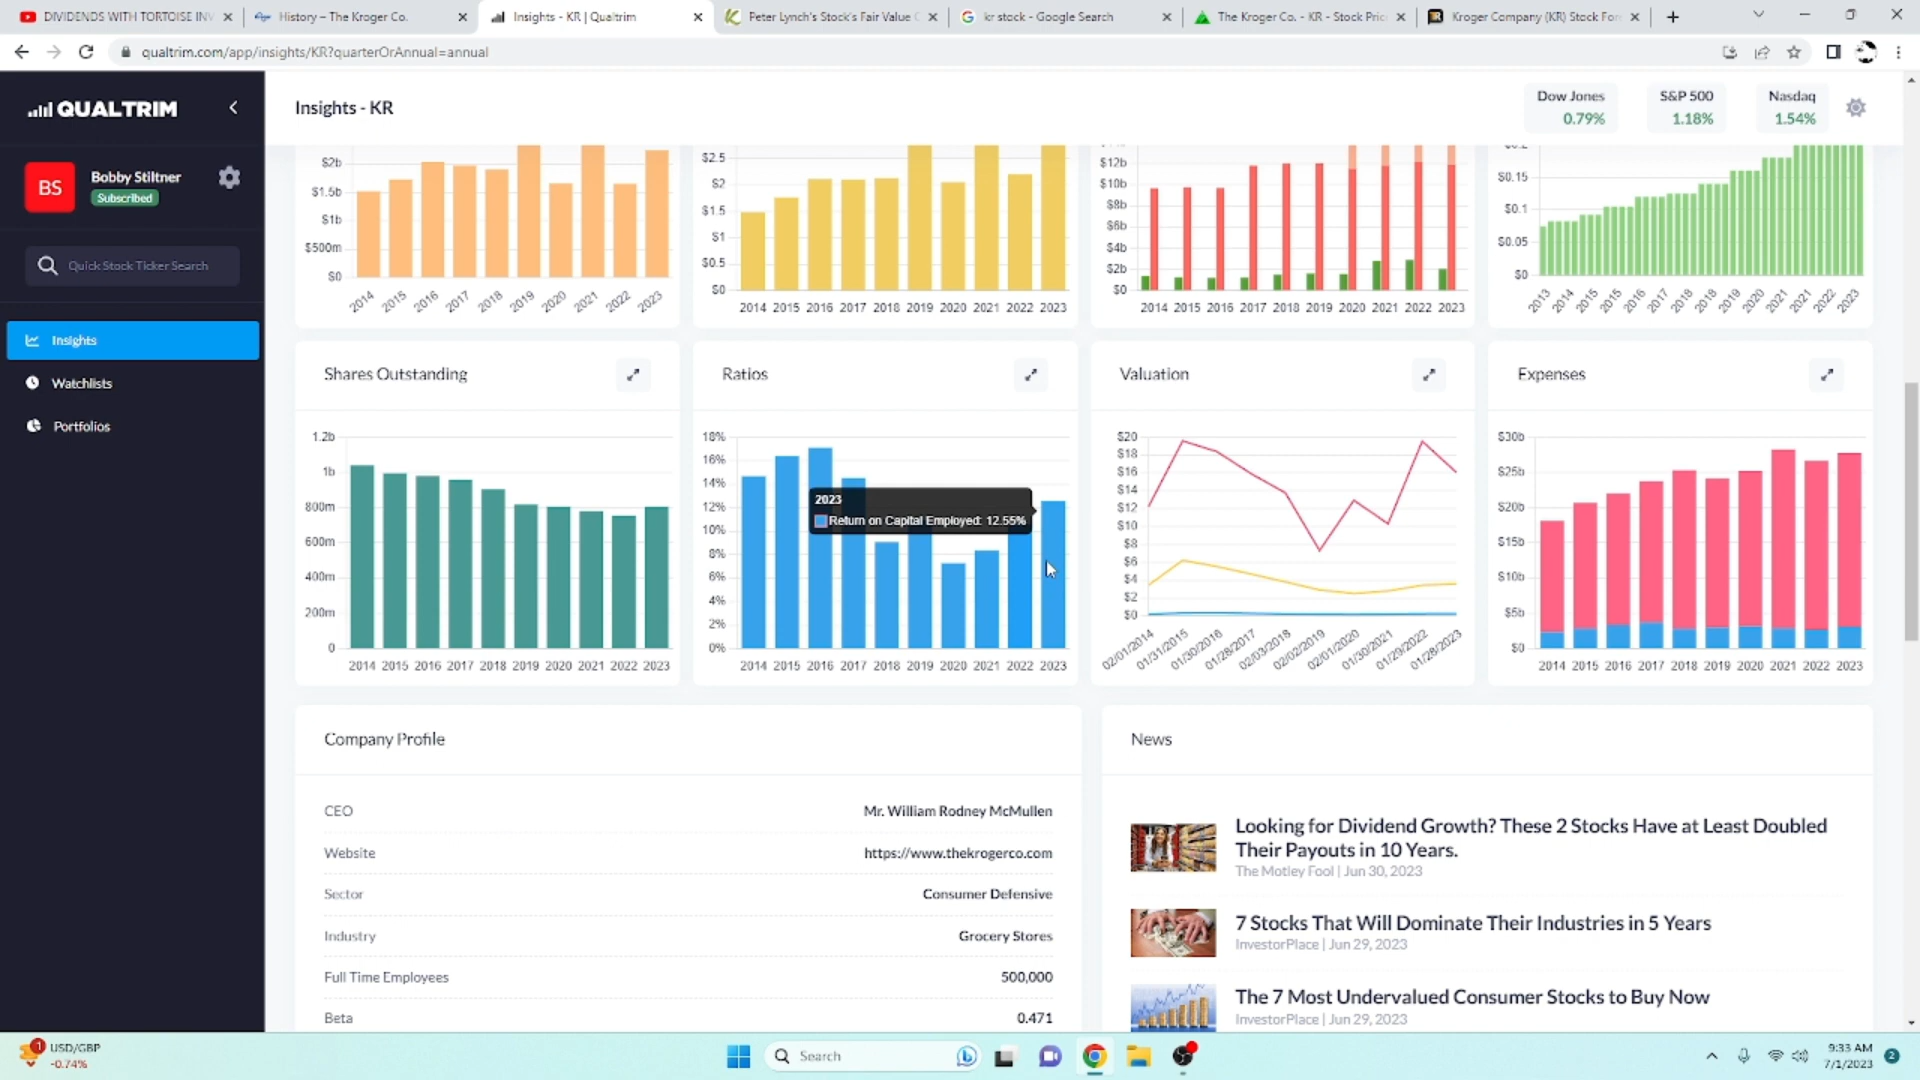 DIVIDENDS WITH TORTOISE INV
History – The Kroger Co.
Insights - KR | Qualtrim
Peter Lynch's Stock's Fair Value
kr stock - Google Search
The Kroger Co. - KR - Stock Pric
Kroger Company (KR) Stock For
qualtrim.com/app/insights/KR?quarterOrAnnual=annual
QUALTRIM
Insights - KR
Dow Jones
0.79%
S&P 500
1.18%
Nasdaq
1.54%
BS
Bobby Stiltner
Subscribed
Quick Stock Ticker Search
Insights
Watchlists
Portfolios
$2b
$1.5b
$1b
$500m
$0
2014 2015 2016 2017 2018 2019 2020 2021 2022 2023
$2.5
$2
$1.5
$1
$0.5
$0
2014 2015 2016 2017 2018 2019 2020 2021 2022 2023
$12b
$10b
$8b
$6b
$4b
$2b
$0
2014 2015 2016 2017 2018 2019 2020 2021 2022 2023
$0.15
$0.1
$0.05
$0
2013 2014 2015 2015 2016 2017 2018 2018 2019 2020 2021 2021 2022 2023
Shares Outstanding
1.2b
1b
800m
600m
400m
200m
0
2014 2015 2016 2017 2018 2019 2020 2021 2022 2023
Ratios
18%
16%
14%
12%
10%
8%
6%
4%
2%
0%
2023
Return on Capital Employed: 12.55%
2014 2015 2016 2017 2018 2019 2020 2021 2022 2023
Valuation
$20
$18
$16
$14
$12
$10
$8
$6
$4
$2
$0
02/01/2014 01/31/2015 01/30/2016 01/28/2017 02/03/2018 02/02/2019 02/01/2020 01/30/2021 01/29/2022 01/28/2023
Expenses
$30b
$25b
$20b
$15b
$10b
$5b
$0
2014 2015 2016 2017 2018 2019 2020 2021 2022 2023
Company Profile
CEO Mr. William Rodney McMullen
Website https://www.thekrogerco.com
Sector Consumer Defensive
Industry Grocery Stores
Full Time Employees 500,000
Beta 0.471
News
Looking for Dividend Growth? These 2 Stocks Have at Least Doubled
Their Payouts in 10 Years.
The Motley Fool | Jun 30, 2023
7 Stocks That Will Dominate Their Industries in 5 Years
InvestorPlace | Jun 29, 2023
The 7 Most Undervalued Consumer Stocks to Buy Now
InvestorPlace | Jun 29, 2023
1
USD/GBP
-0.74%
Search
9:33 AM
7/1/2023
2